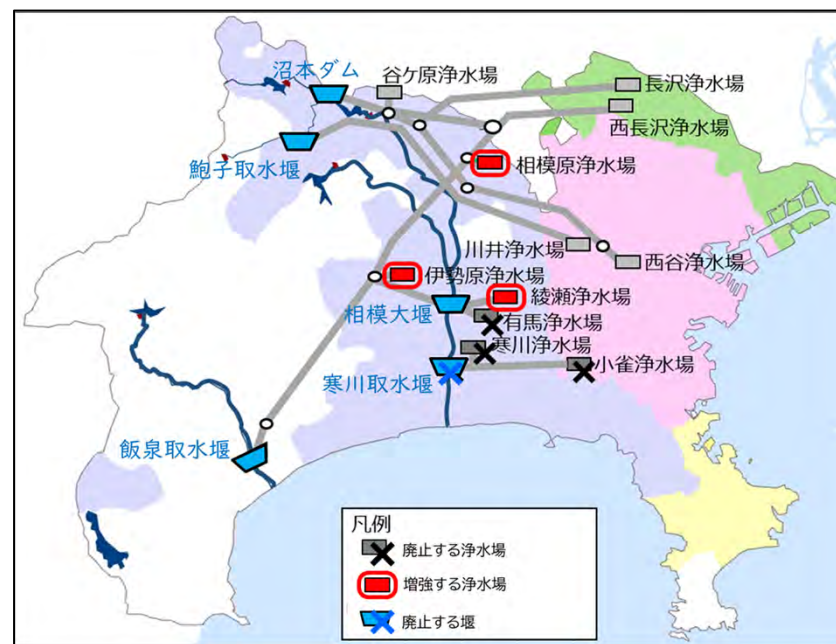 沼本ダム
谷ケ原浄水場
長沢浄水場
西長沢浄水場
鮑子取水堰
相模原浄水場
川井浄水場
西谷浄水場
伊勢原浄水場
綾瀬浄水場
相模大堰
有馬浄水場
寒川浄水場
小雀浄水場
寒川取水堰
飯泉取水堰
凡例
廃止する浄水場
増強する浄水場
廃止する堰